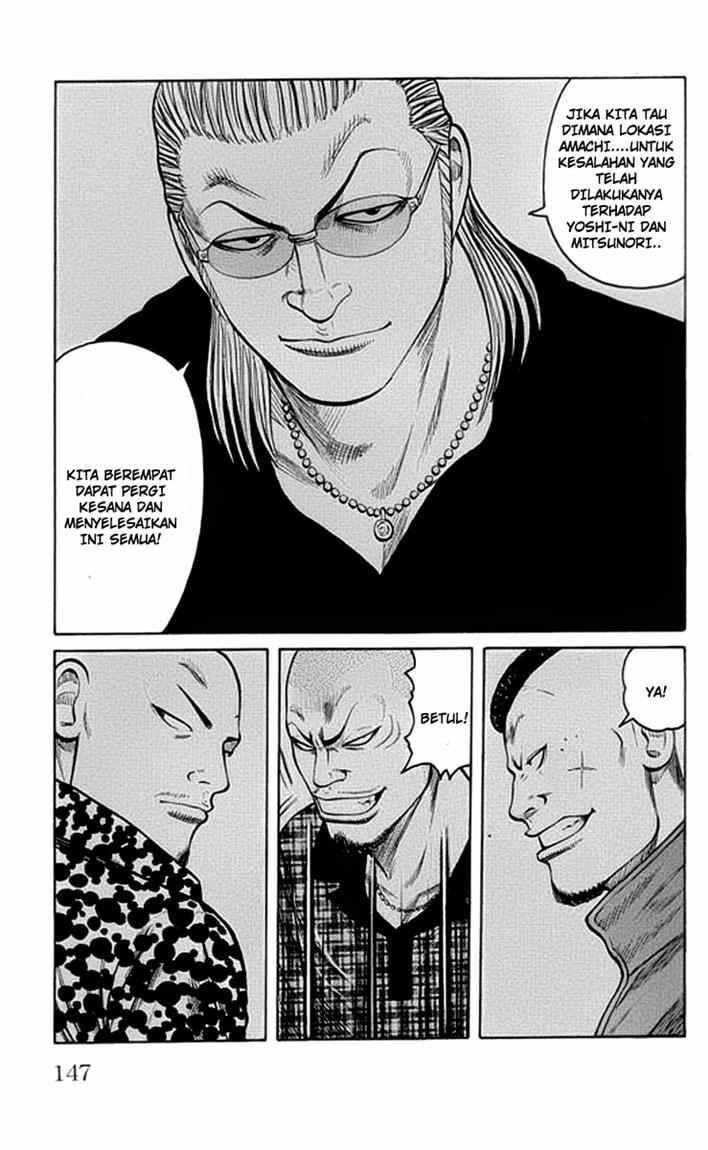 JIKA KITA TAU
DIMANA LOKASI
AMACHI....UNTUK
KESALAHAN YANG
TELAH
DILAKUKANYA
TERHADAP
YOSHI-NI DAN
MITSUNORI..
KITA BEREMPAT
DAPAT PERGI
KESANA DAN
MENYELESAIKAN
INI SEMUA!
BETUL!
YA!
147